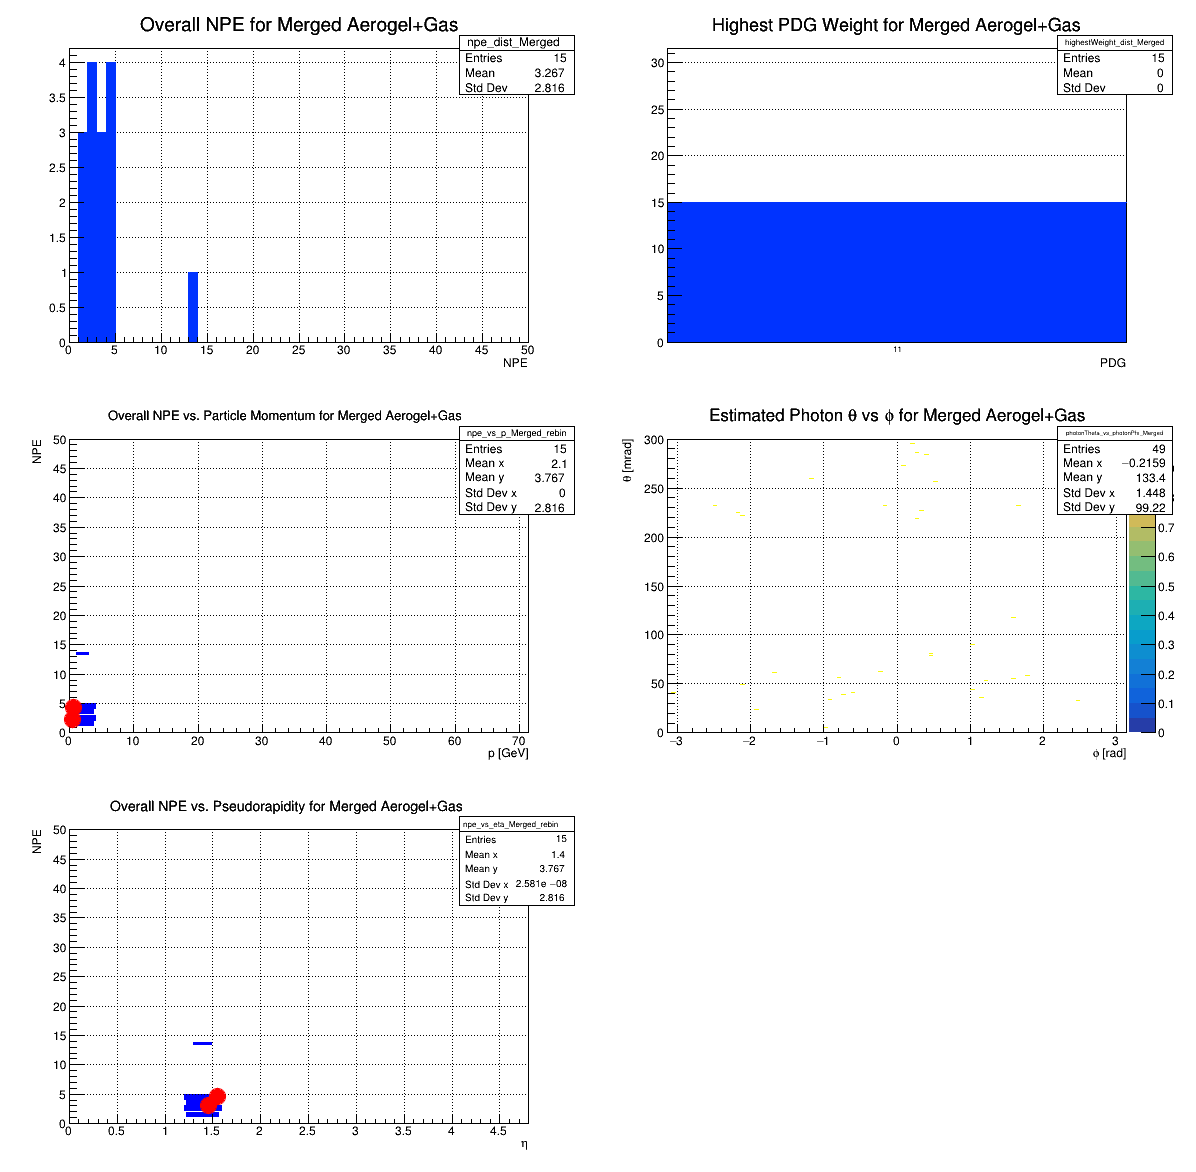 Overall NPE for Merged Aerogel+Gas
npe_dist_Merged
Entries 15
Mean 3.267
Std Dev 2.816
4
3.5
3
2.5
2
1.5
1
0.5
0
0 5 10 15 20 25 30 35 40 45 50
NPE
Highest PDG Weight for Merged Aerogel+Gas
highestWeight_dist_Merged
Entries 15
Mean 0
Std Dev 0
30
25
20
15
10
5
0
11
PDG
Overall NPE vs. Particle Momentum for Merged Aerogel+Gas
npe_vs_p_Merged_rebin
Entries 15
Mean x 2.1
Mean y 3.767
Std Dev x 0
Std Dev y 2.816
NPE
50
45
40
35
30
25
20
15
10
5
0
0 10 20 30 40 50 60 70
p [GeV]
Estimated Photon θ vs ϕ for Merged Aerogel+Gas
photonTheta_vs_photonPhi_Merged
Entries 49
Mean x −0.2159
Mean y 133.4
Std Dev x 1.448
Std Dev y 99.22
θ [mrad]
300
250
200
150
100
50
0
−3 −2 −1 0 1 2 3
ϕ [rad]
0.7
0.6
0.5
0.4
0.3
0.2
0.1
0
Overall NPE vs. Pseudorapidity for Merged Aerogel+Gas
npe_vs_eta_Merged_rebin
Entries 15
Mean x 1.4
Mean y 3.767
Std Dev x 2.581e −08
Std Dev y 2.816
NPE
50
45
40
35
30
25
20
15
10
5
0
0 0.5 1 1.5 2 2.5 3 3.5 4 4.5
η